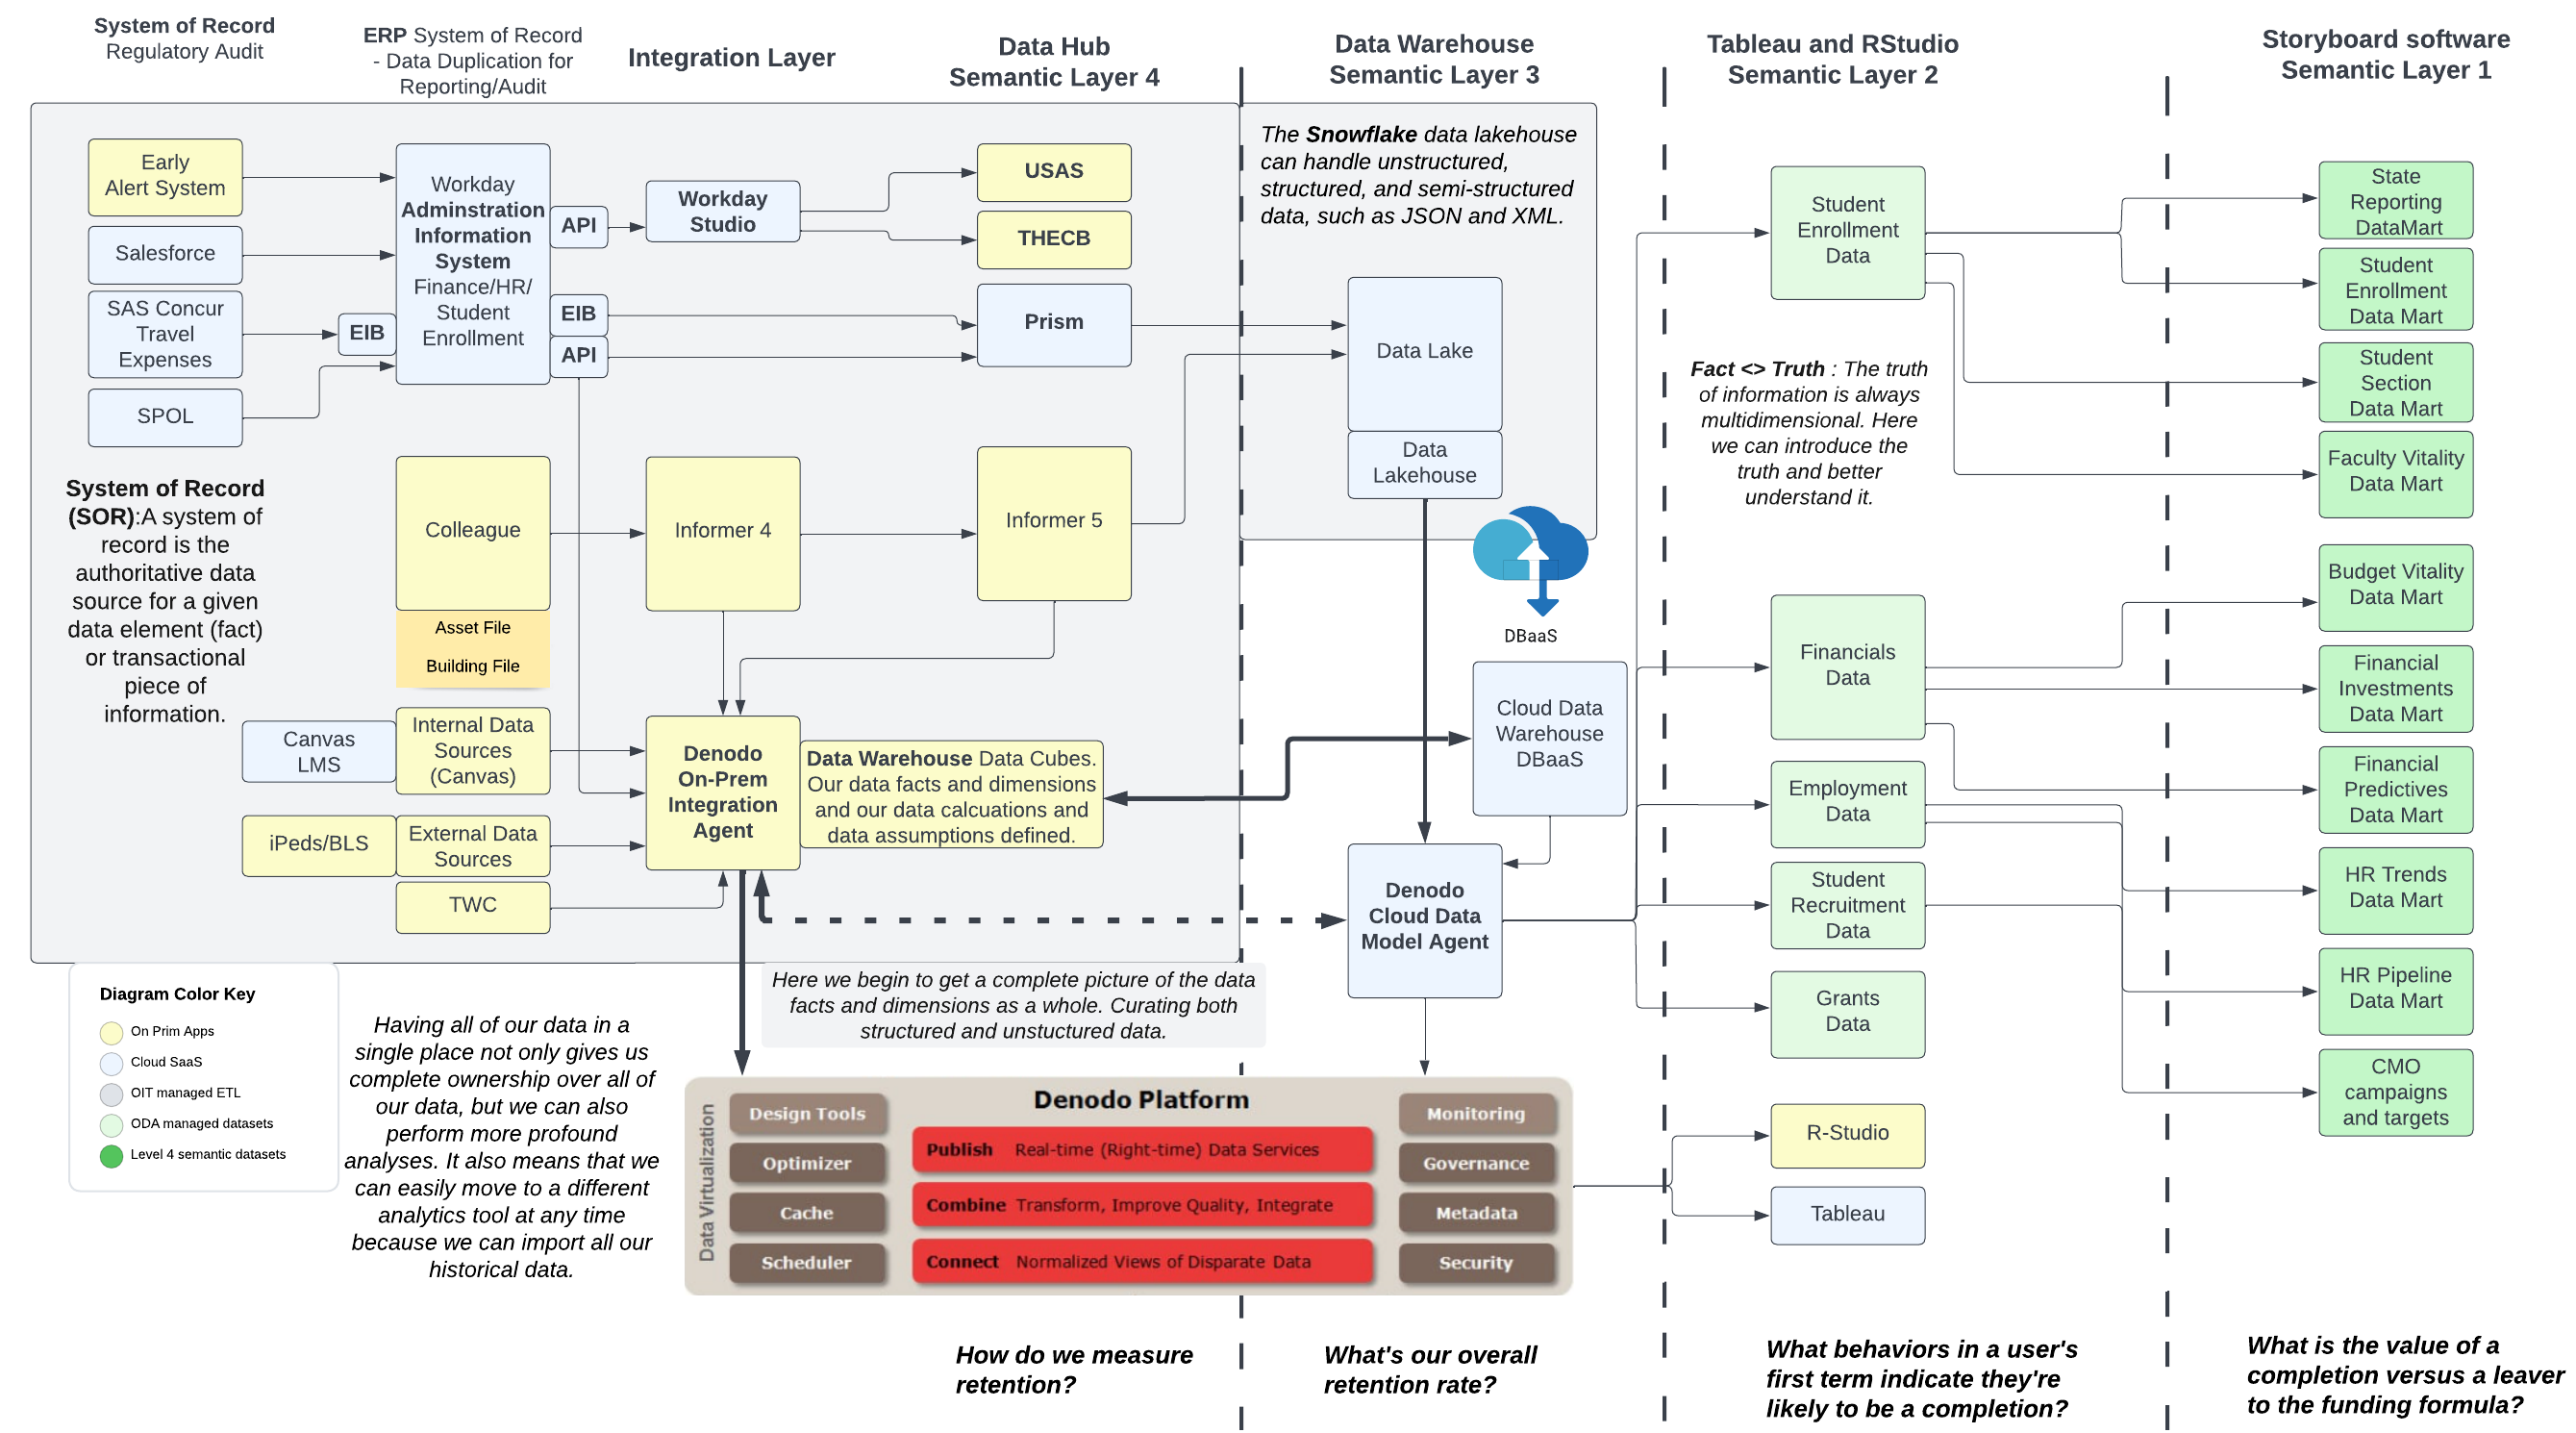 System of Record
Regulatory Audit
ERP System of Record
- Data Duplication for
Reporting/Audit
Integration Layer
Data Hub
Semantic Layer 4
Data Warehouse
Semantic Layer 3
Tableau and RStudio
Semantic Layer 2
Storyboard software
Semantic Layer 1
Early
Alert System
Salesforce
SAS Concur
Travel
Expenses
EIB
SPOL
Workday
Adminstration
Information
System
Finance/HR/
Student
Enrollment
API
EIB
API
Workday
Studio
USAS
THECB
Prism
The Snowflake data lakehouse
can handle unstructured,
structured, and semi-structured
data, such as JSON and XML.
Data Lake
Data
Lakehouse
DBaaS
System of Record
(SOR):A system of
record is the
authoritative data
source for a given
data element (fact)
or transactional
piece of
information.
Colleague
Asset File
Building File
Informer 4
Informer 5
Canvas
LMS
Internal Data
Sources
(Canvas)
iPeds/BLS
External Data
Sources
TWC
Denodo
On-Prem
Integration
Agent
Data Warehouse Data Cubes.
Our data facts and dimensions
and our data calcuations and
data assumptions defined.
Cloud Data
Warehouse
DBaaS
Denodo
Cloud Data
Model Agent
Here we begin to get a complete picture of the data
facts and dimensions as a whole. Curating both
structured and unstuctured data.
Diagram Color Key
On Prim Apps
Cloud SaaS
OIT managed ETL
ODA managed datasets
Level 4 semantic datasets
Having all of our data in a
single place not only gives us
complete ownership over all of
our data, but we can also
perform more profound
analyses. It also means that we
can easily move to a different
analytics tool at any time
because we can import all our
historical data.
Data Virtualization
Denodo Platform
Design Tools
Optimizer
Cache
Scheduler
Publish Real-time (Right-time) Data Services
Combine Transform, Improve Quality, Integrate
Connect Normalized Views of Disparate Data
Monitoring
Governance
Metadata
Security
Student
Enrollment
Data
Fact <> Truth : The truth
of information is always
multidimensional. Here
we can introduce the
truth and better
understand it.
Financials
Data
Employment
Data
Student
Recruitment
Data
Grants
Data
R-Studio
Tableau
State
Reporting
DataMart
Student
Enrollment
Data Mart
Student
Section
Data Mart
Faculty Vitality
Data Mart
Budget Vitality
Data Mart
Financial
Investments
Data Mart
Financial
Predictives
Data Mart
HR Trends
Data Mart
HR Pipeline
Data Mart
CMO
campaigns
and targets
How do we measure
retention?
What's our overall
retention rate?
What behaviors in a user's
first term indicate they're
likely to be a completion?
What is the value of a
completion versus a leaver
to the funding formula?